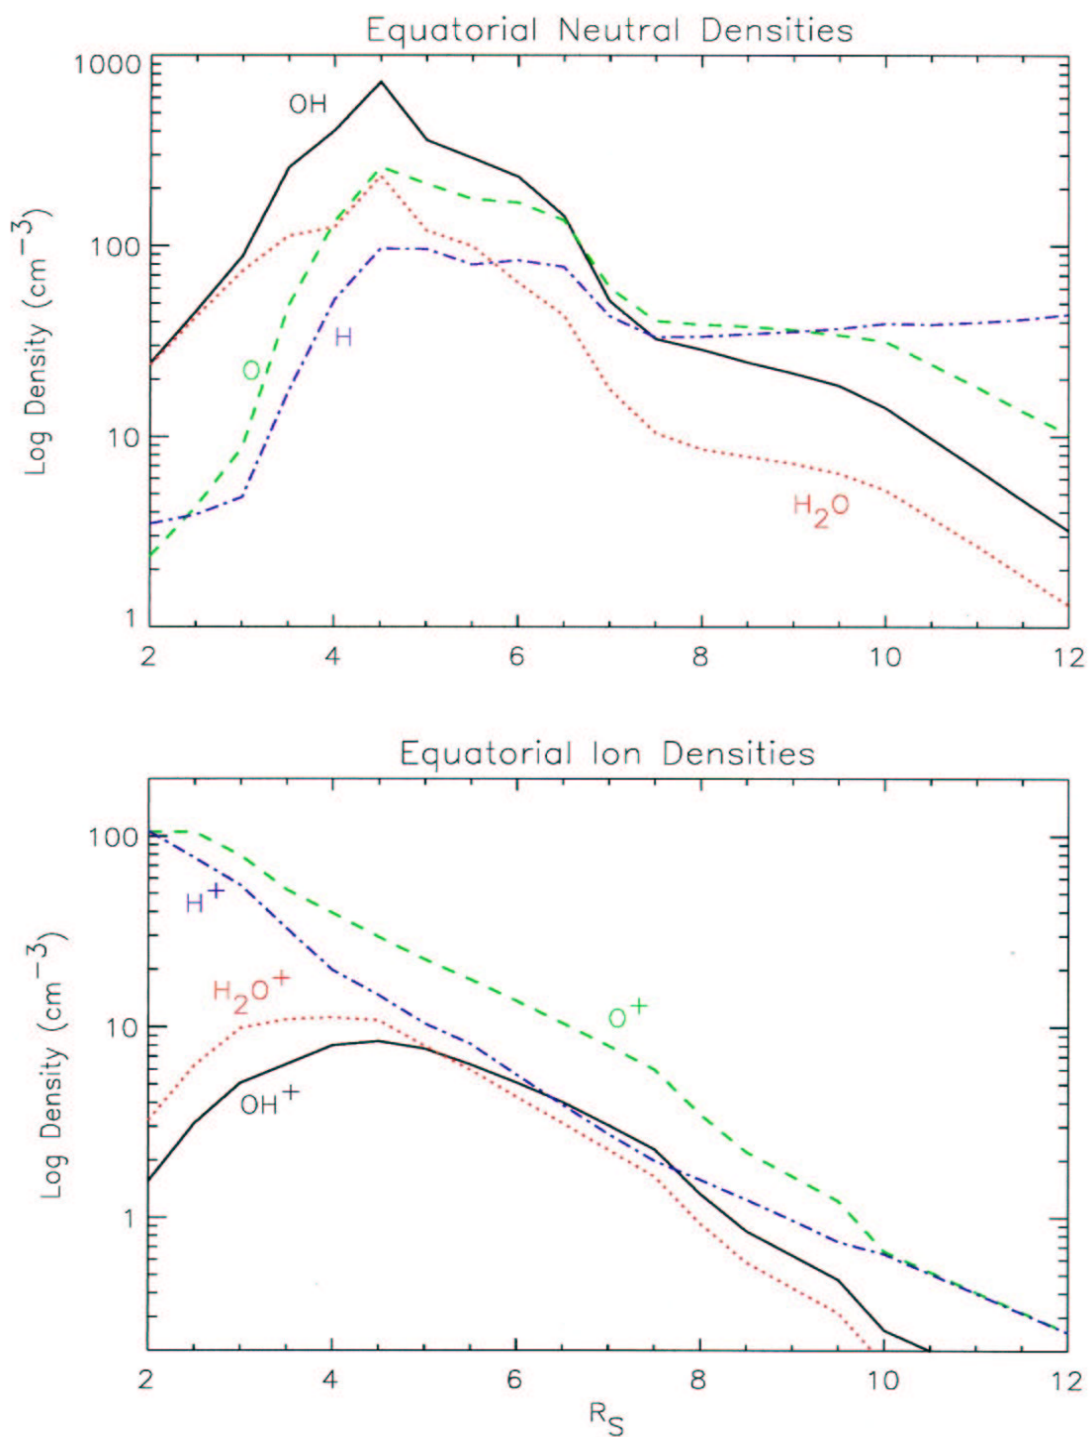 Equatorial Neutral Densities
1000
100
10
1
Log Density (cm⁻³)
OH
O
H
H₂O
2 4 6 8 10 12
Equatorial Ion Densities
100
10
1
Log Density (cm⁻³)
H⁺
H₂O⁺
OH⁺
O⁺
2 4 6 8 10 12
R_S